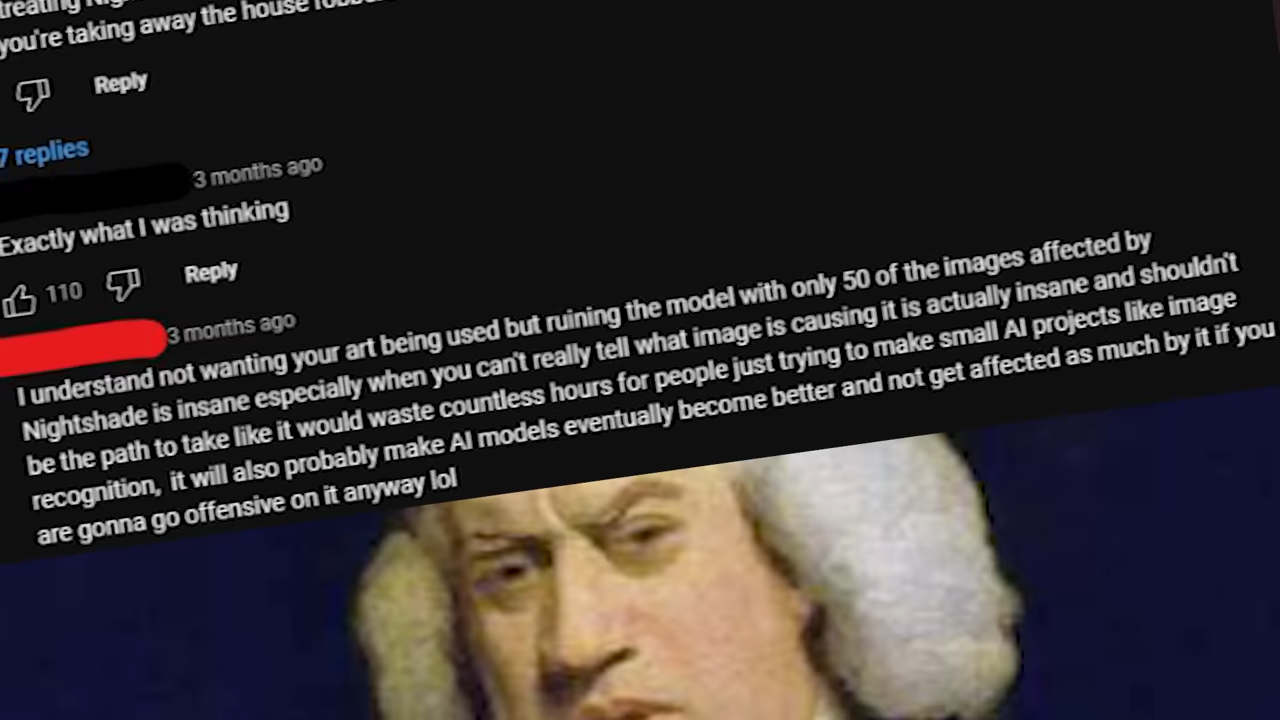 treating
you're taking away the house
Reply
7 replies
3 months ago
Exactly what I was thinking
110 Reply
3 months ago
I understand not wanting your art being used but ruining the model with only 50 of the images affected by
Nightshade is insane especially when you can't really tell what image is causing it is actually insane and shouldn't
be the path to take like it would waste countless hours for people just trying to make small AI projects like image
recognition, it will also probably make AI models eventually become better and not get affected as much by it if you
are gonna go offensive on it anyway lol